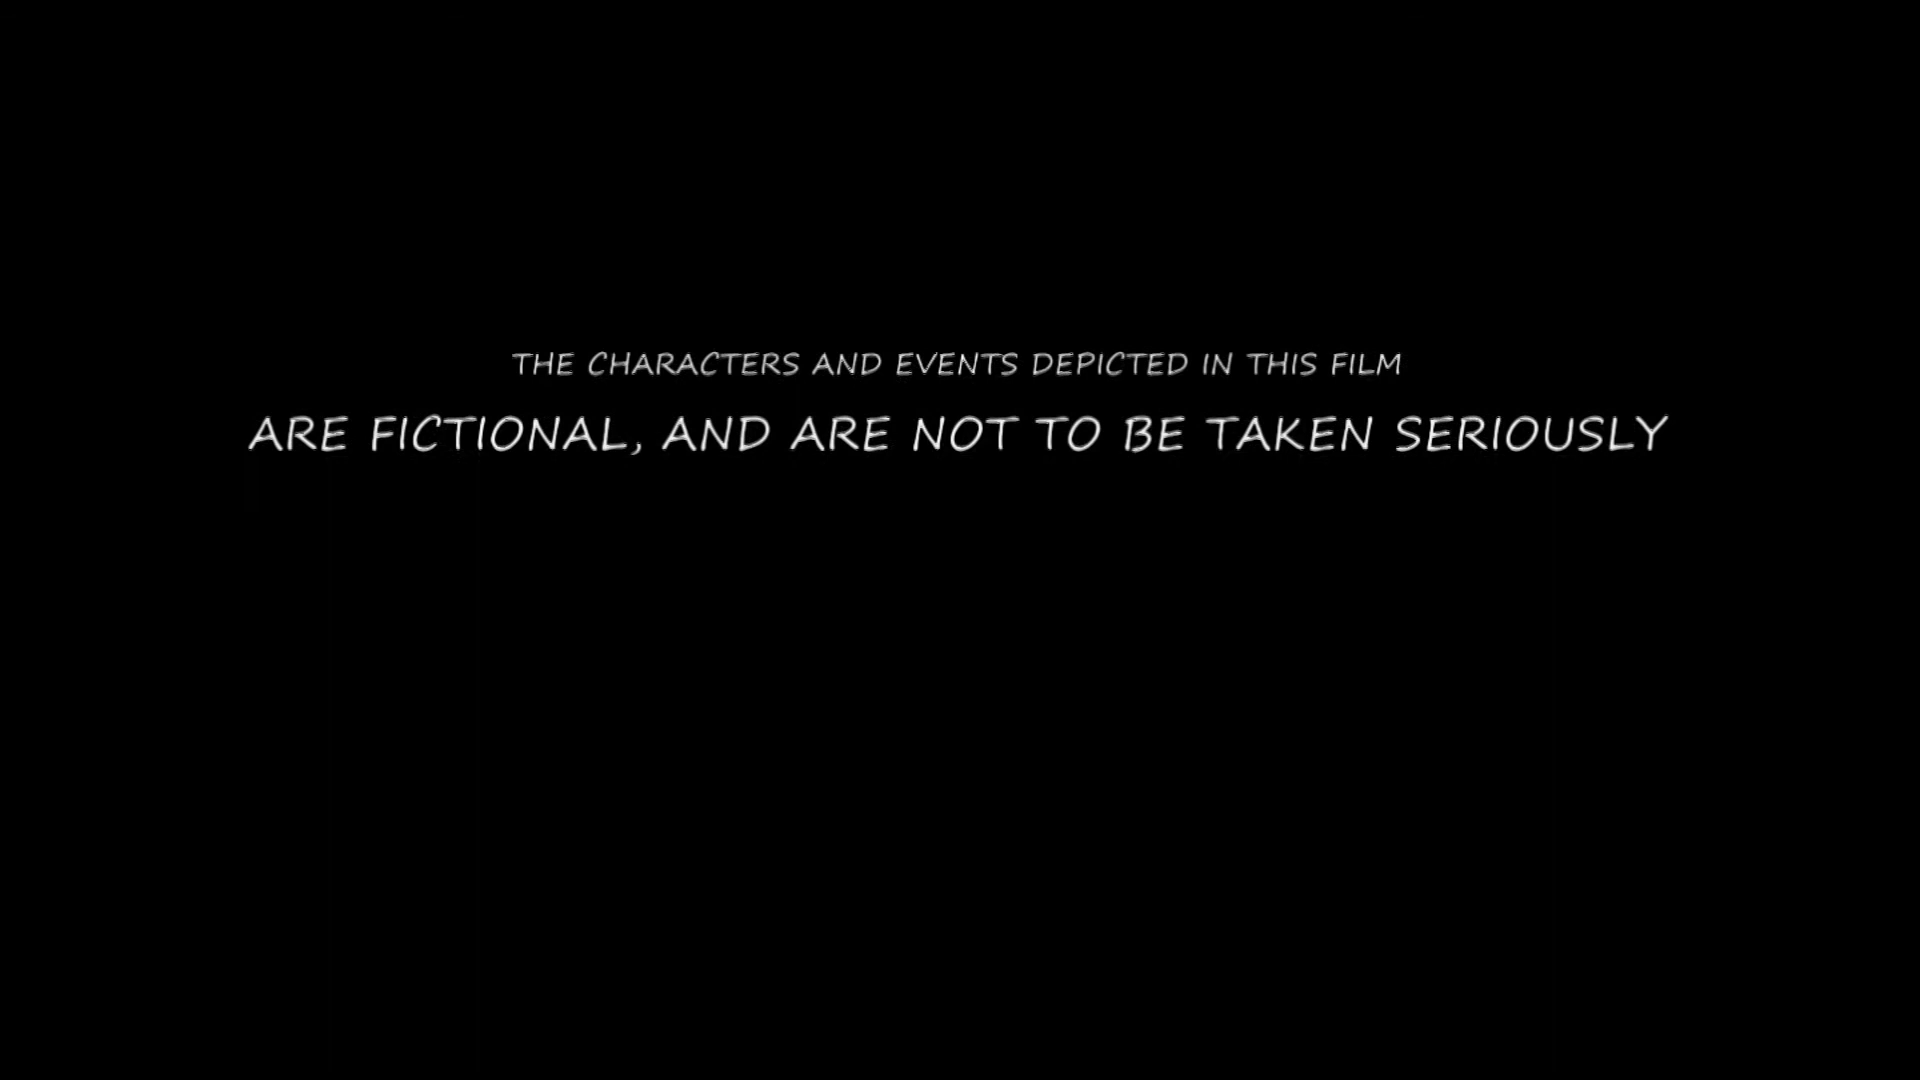 THE CHARACTERS AND EVENTS DEPICTED IN THIS FILM
ARE FICTIONAL, AND ARE NOT TO BE TAKEN SERIOUSLY